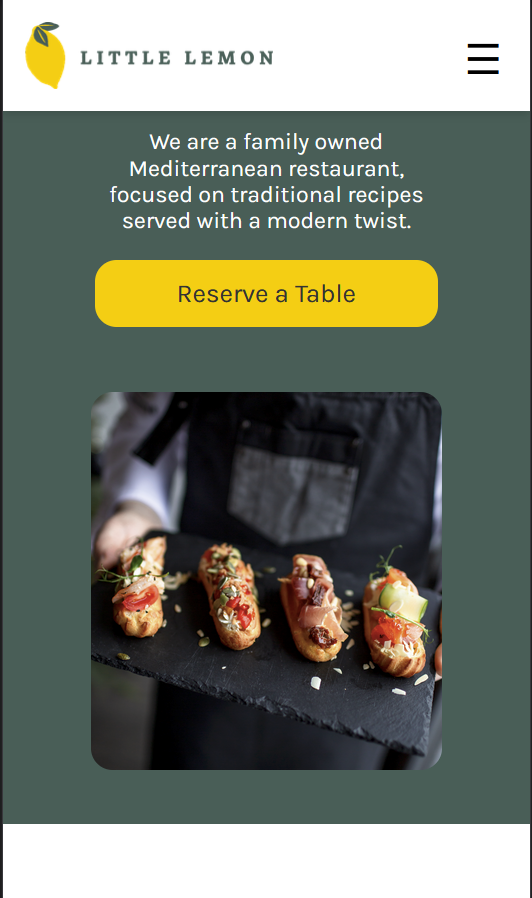 LITTLE LEMON
We are a family owned
Mediterranean restaurant,
focused on traditional recipes
served with a modern twist.
Reserve a Table